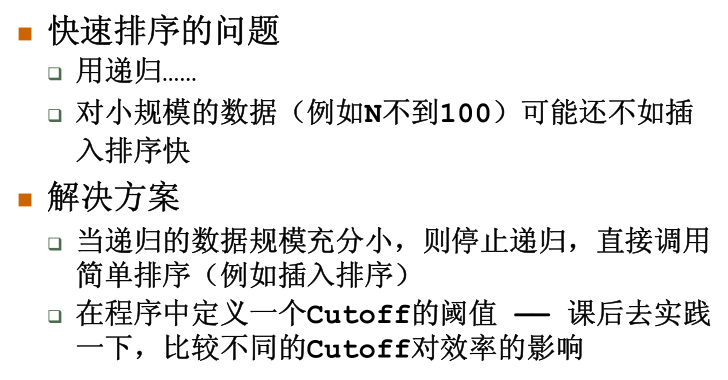 快速排序的问题
用递归……
对小规模的数据（例如N不到100）可能还不如插
入排序快
解决方案
当递归的数据规模充分小，则停止递归，直接调用
简单排序（例如插入排序）
在程序中定义一个Cutoff的阈值 —— 课后去实践
一下，比较不同的Cutoff对效率的影响